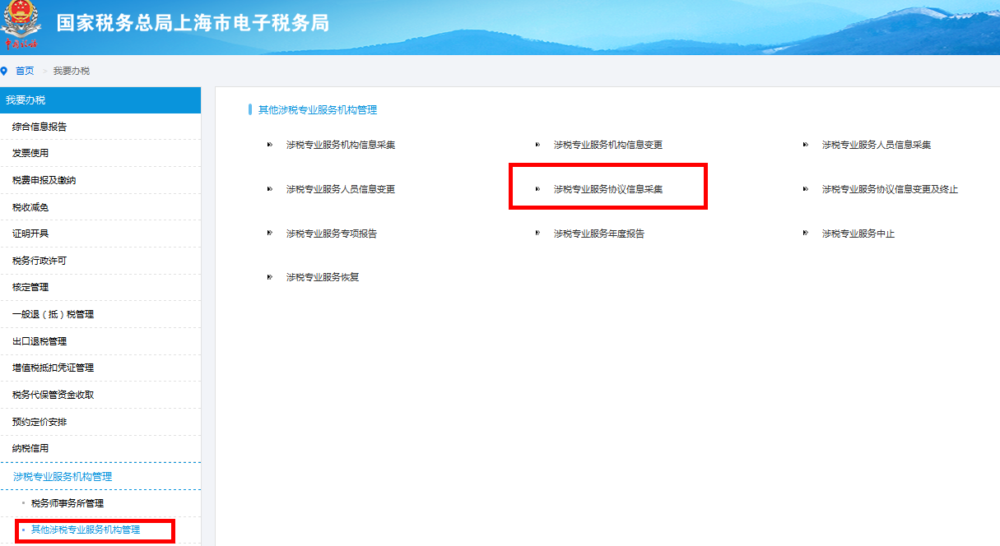 国家税务总局上海市电子税务局
首页 > 我要办税
我要办税
综合信息报告
发票使用
税费申报及缴纳
税收减免
证明开具
税务行政许可
核定管理
一般退（抵）税管理
出口退税管理
增值税抵扣凭证管理
税务代保管资金收取
预约定价安排
纳税信用
涉税专业服务机构管理
税务师事务所管理
其他涉税专业服务机构管理
其他涉税专业服务机构管理
涉税专业服务机构信息采集 涉税专业服务机构信息变更 涉税专业服务人员信息采集
涉税专业服务人员信息变更 涉税专业服务协议信息采集 涉税专业服务协议信息变更及终止
涉税专业服务专项报告 涉税专业服务年度报告 涉税专业服务中止
涉税专业服务恢复